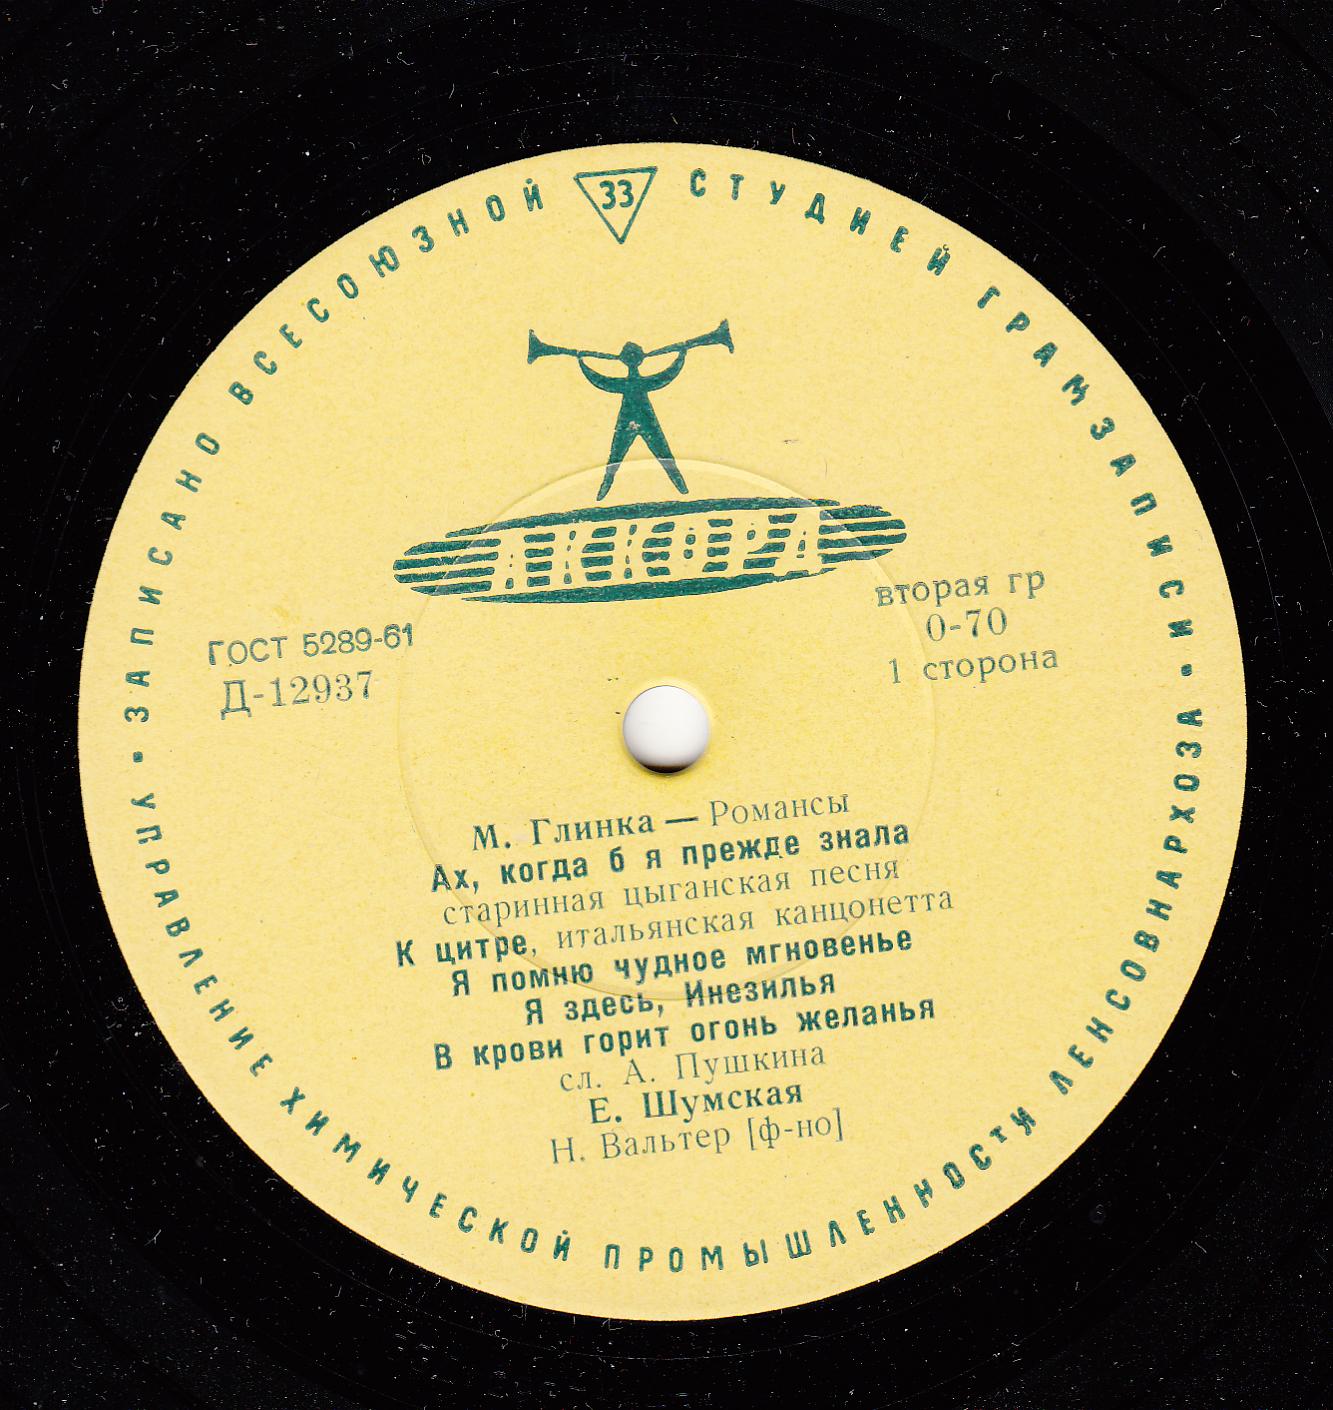 ЗАПИСАНО ВСЕСОЮЗНОЙ 33 СТУДИЕЙ ГРАМЗАПИСИ •
АККОРД
ГОСТ 5289-61
Д-12937
вторая гр
0-70
1 сторона
М. Глинка — Романсы
Ах, когда б я прежде знала
старинная цыганская песня
К цитре, итальянская канцонетта
Я помню чудное мгновенье
Я здесь, Инезилья
В крови горит огонь желанья
сл. А. Пушкина
Е. Шумская
Н. Вальтер [ф-но]
• УПРАВЛЕНИЕ ХИМИЧЕСКОЙ ПРОМЫШЛЕННОСТИ ЛЕНСОВНАРХОЗА